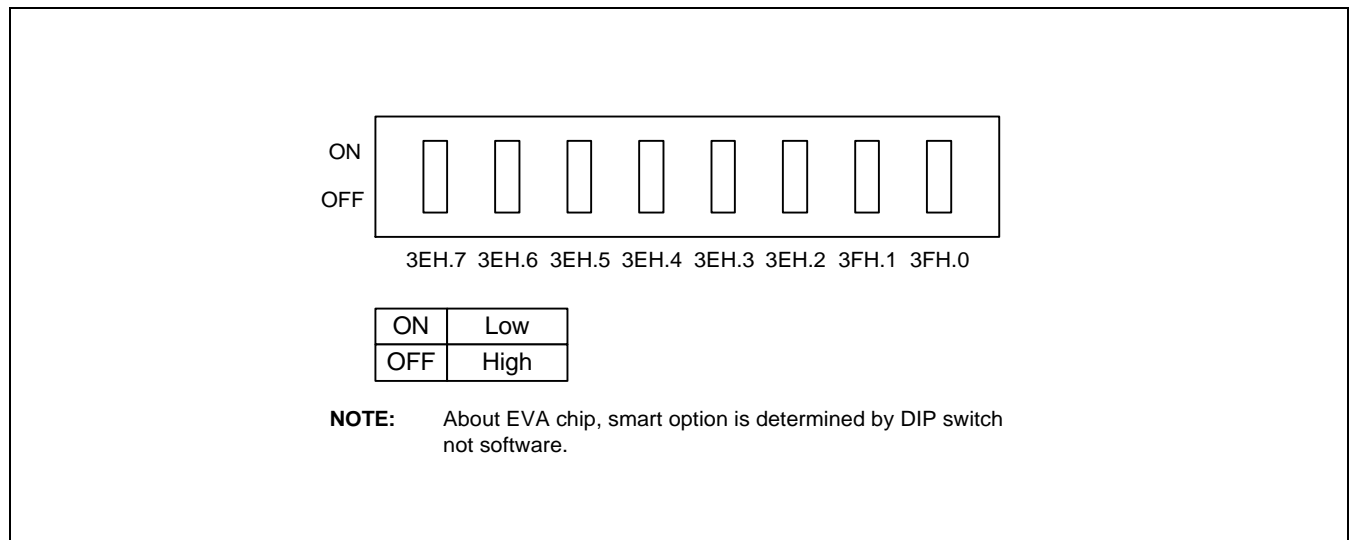 ON
OFF
3EH.7 3EH.6 3EH.5 3EH.4 3EH.3 3EH.2 3FH.1 3FH.0
ON Low
OFF High
NOTE: About EVA chip, smart option is determined by DIP switch
not software.